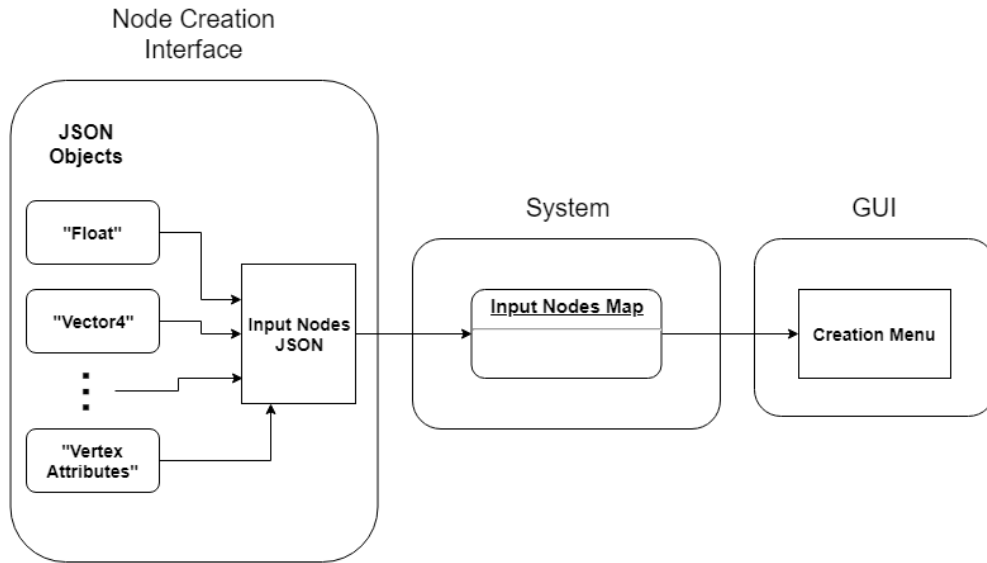 Node Creation
Interface
JSON
Objects
"Float"
"Vector4"
"Vertex
Attributes"
Input Nodes
JSON
System
Input Nodes Map
GUI
Creation Menu